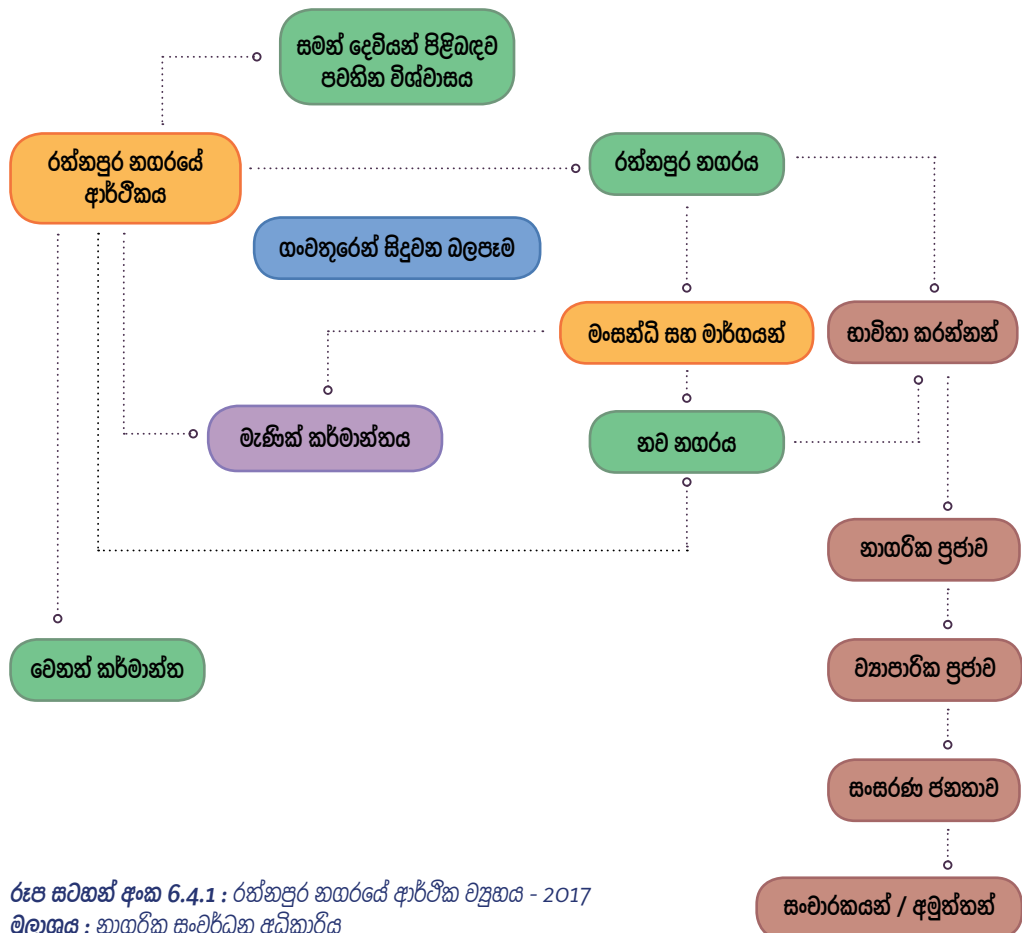 සමන් දෙවියන් පිළිබඳව
පවතින විශ්වාසය
රත්නපුර නගරයේ
ආර්ථිකය
රත්නපුර නගරය
ගංවතුරෙන් සිදුවන බලපෑම
මංසන්ධි සහ මාර්ගයන්
භාවිතා කරන්නන්
මැණික් කර්මාන්තය
නව නගරය
නාගරික ප්‍රජාව
වෙනත් කර්මාන්ත
ව්‍යාපාරික ප්‍රජාව
සංසරණ ජනතාව
සංචාරකයන් / අමුත්තන්
රූප සටහන් අංක 6.4.1 : රත්නපුර නගරයේ ආර්ථික ව්‍යුහය - 2017
මූලාශ්‍රය : නාගරික සංවර්ධන අධිකාරිය